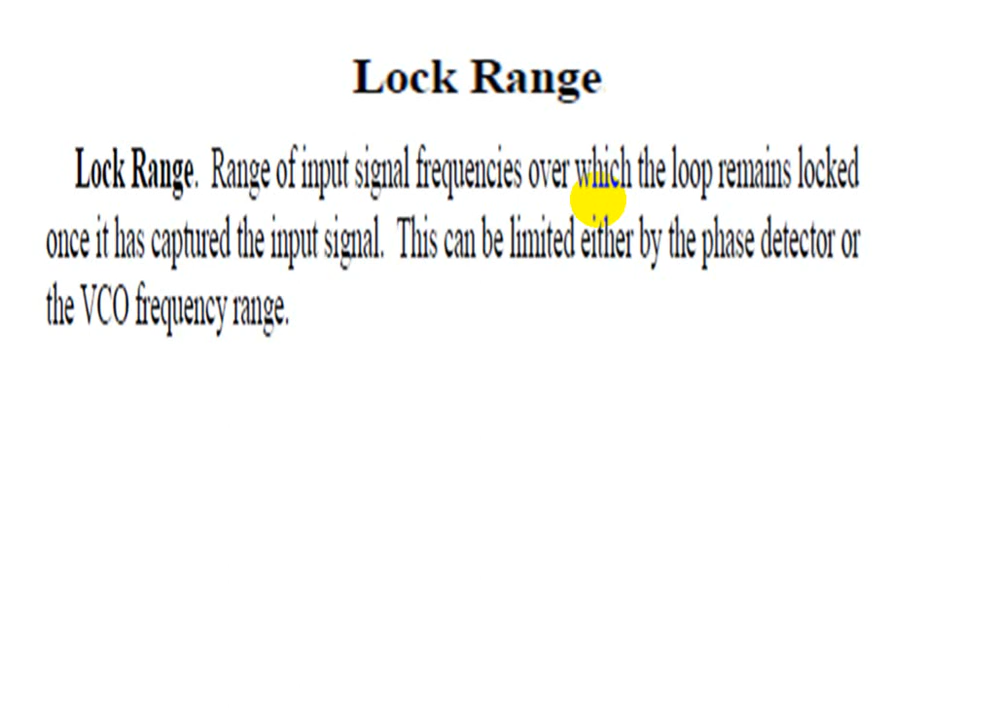 Lock Range
Lock Range. Range of input signal frequencies over which the loop remains locked
once it has captured the input signal. This can be limited either by the phase detector or
the VCO frequency range.